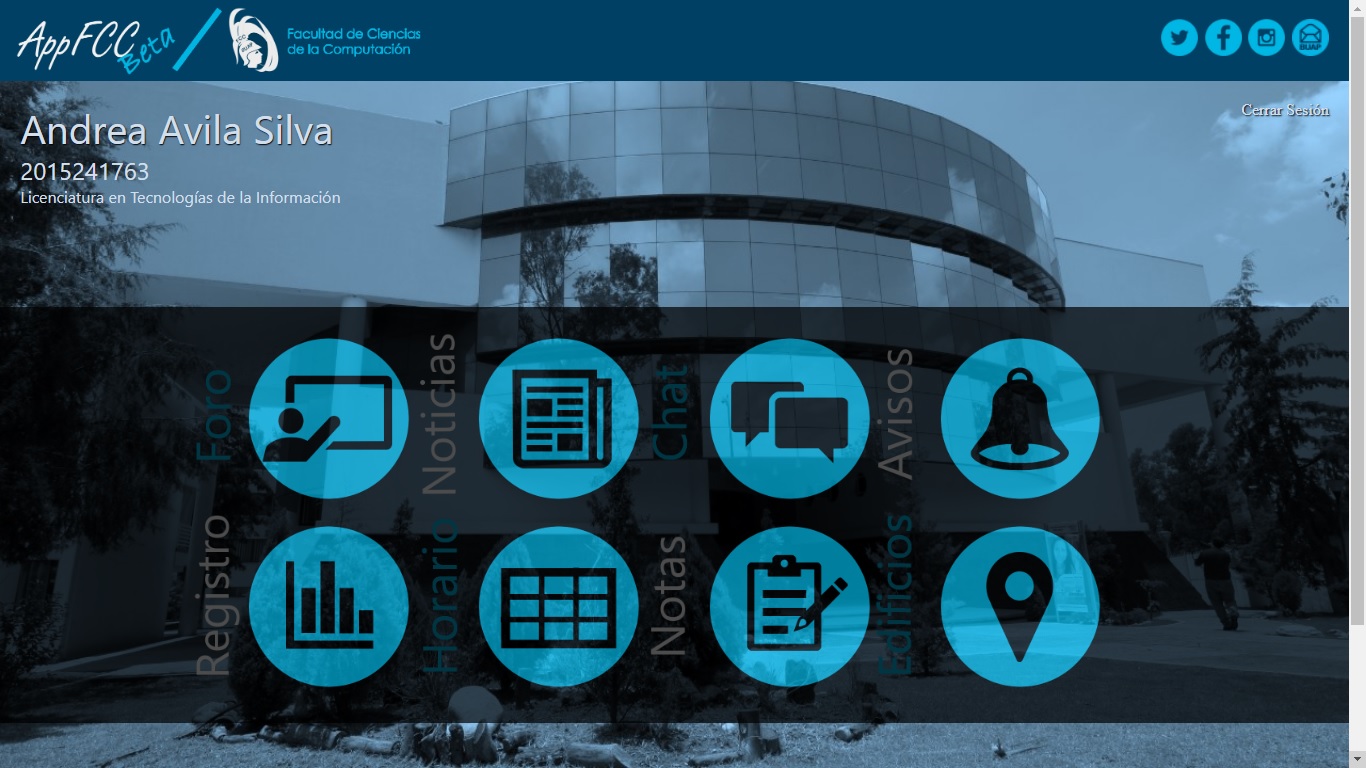 AppFCC Beta
Facultad de Ciencias
de la Computación
BUAP
Cerrar Sesión
Andrea Avila Silva
2015241763
Licenciatura en Tecnologías de la Información
Foro
Noticias
Chat
Avisos
Registro
Horario
Notas
Edificios